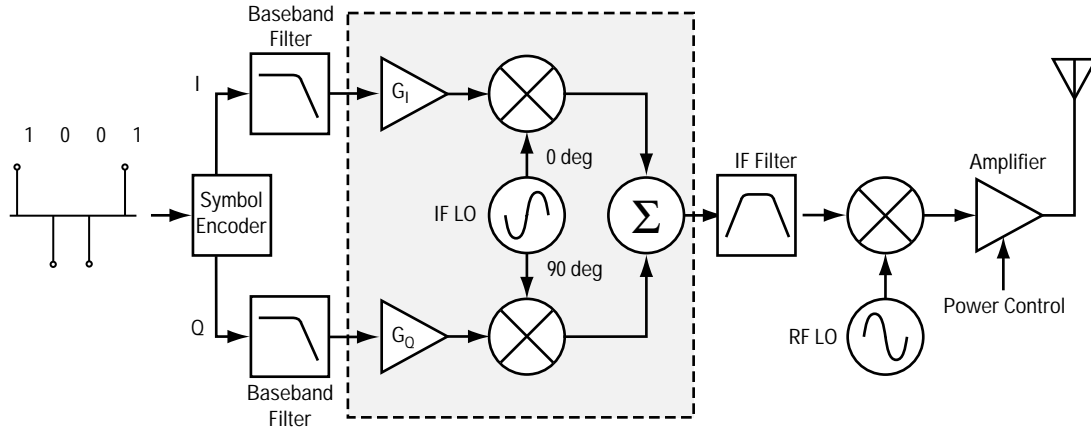 Baseband
Filter
I
G_I
1 0 0 1
0 deg
IF Filter
Amplifier
Symbol
Encoder
IF LO
Σ
90 deg
Power Control
Q
G_Q
RF LO
Baseband
Filter